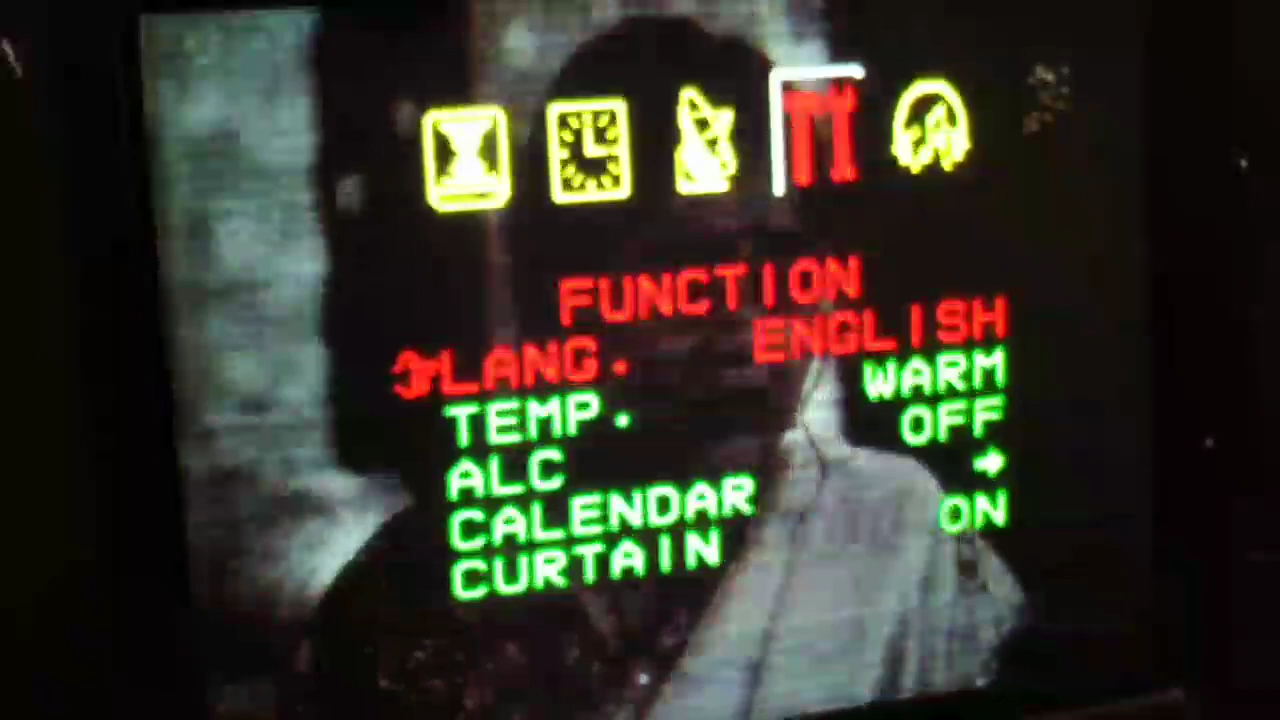 FUNCTION
LANG. ENGLISH
TEMP. WARM
ALC OFF
CALENDAR →
CURTAIN ON